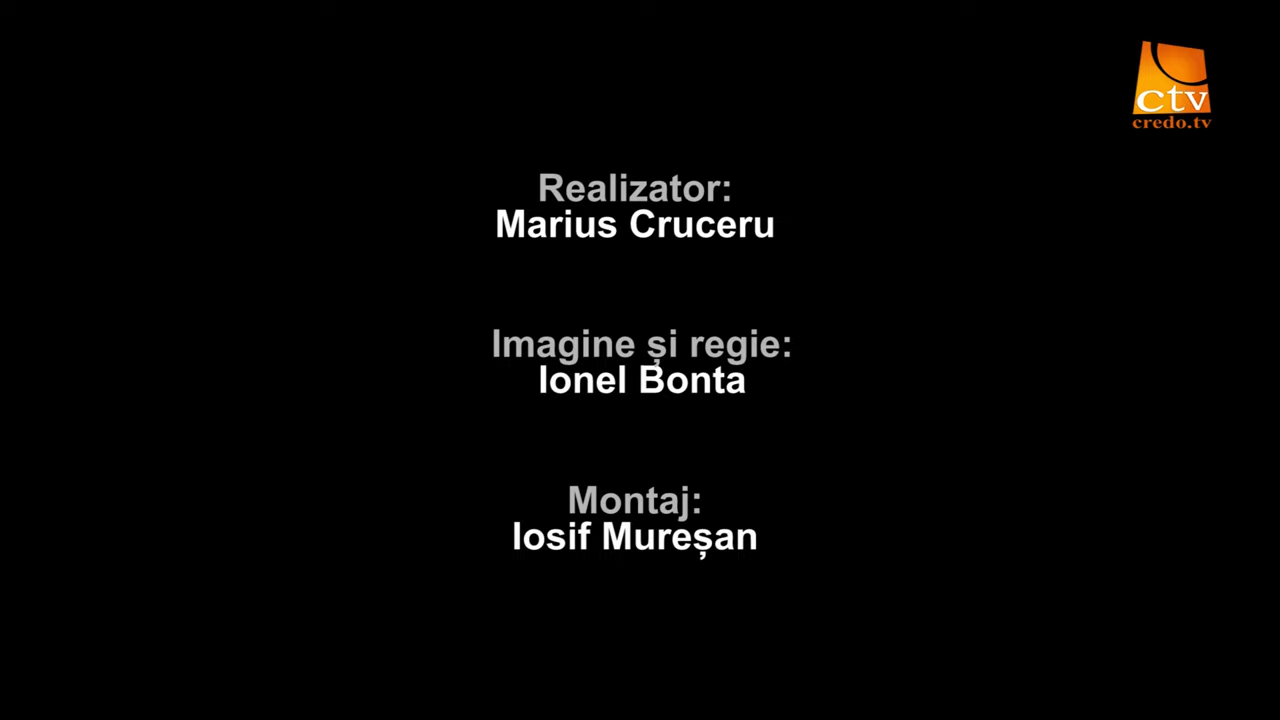 ctv
credo.tv
Realizator:
Marius Cruceru
Imagine și regie:
Ionel Bonta
Montaj:
Iosif Mureșan